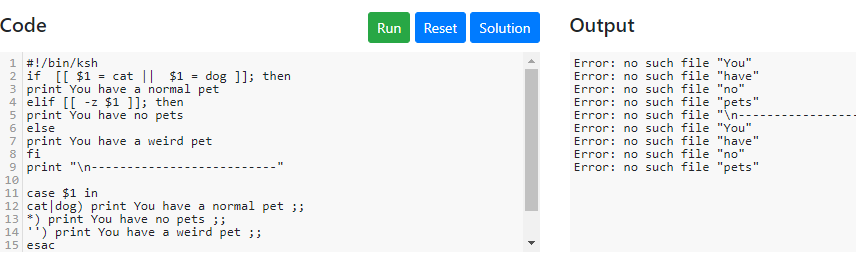 Code
Run Reset Solution
1 #!/bin/ksh
2 if  [[ $1 = cat ||  $1 = dog ]]; then
3 print You have a normal pet
4 elif [[ -z $1 ]]; then
5 print You have no pets
6 else
7 print You have a weird pet
8 fi
9 print "\n--------------------------"
10
11 case $1 in
12 cat|dog) print You have a normal pet ;;
13 *) print You have no pets ;;
14 '') print You have a weird pet ;;
15 esac
Output
Error: no such file "You"
Error: no such file "have"
Error: no such file "no"
Error: no such file "pets"
Error: no such file "\n----------------
Error: no such file "You"
Error: no such file "have"
Error: no such file "no"
Error: no such file "pets"